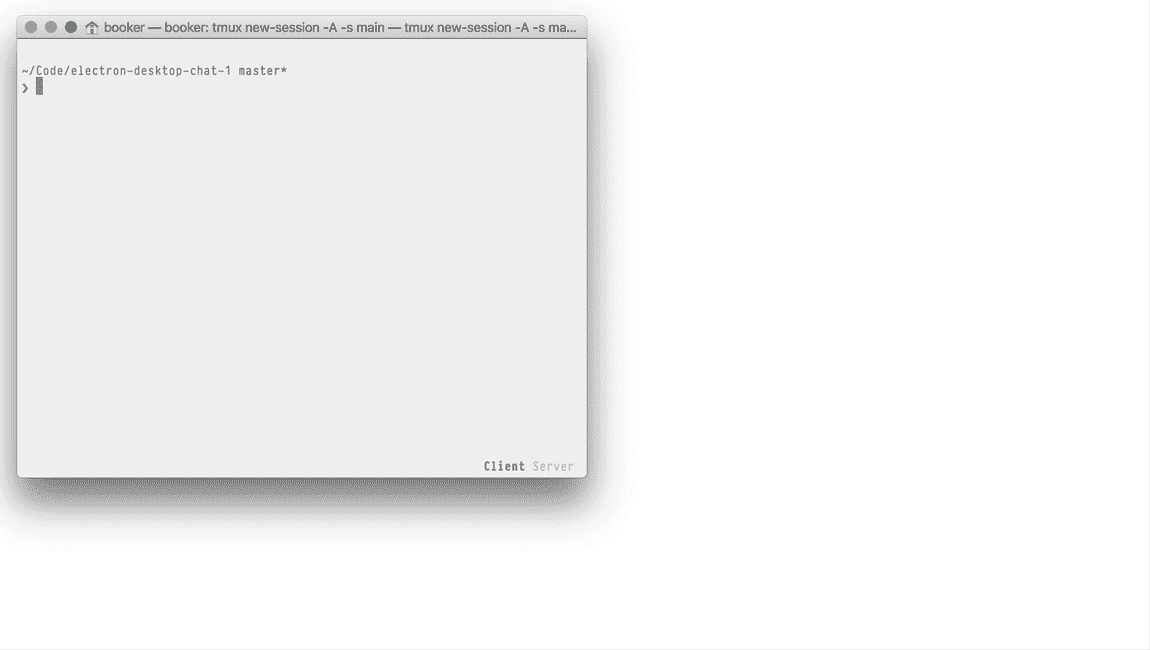 booker — booker: tmux new-session -A -s main — tmux new-session -A -s ma...
~/Code/electron-desktop-chat-1 master*
❯
Client Server